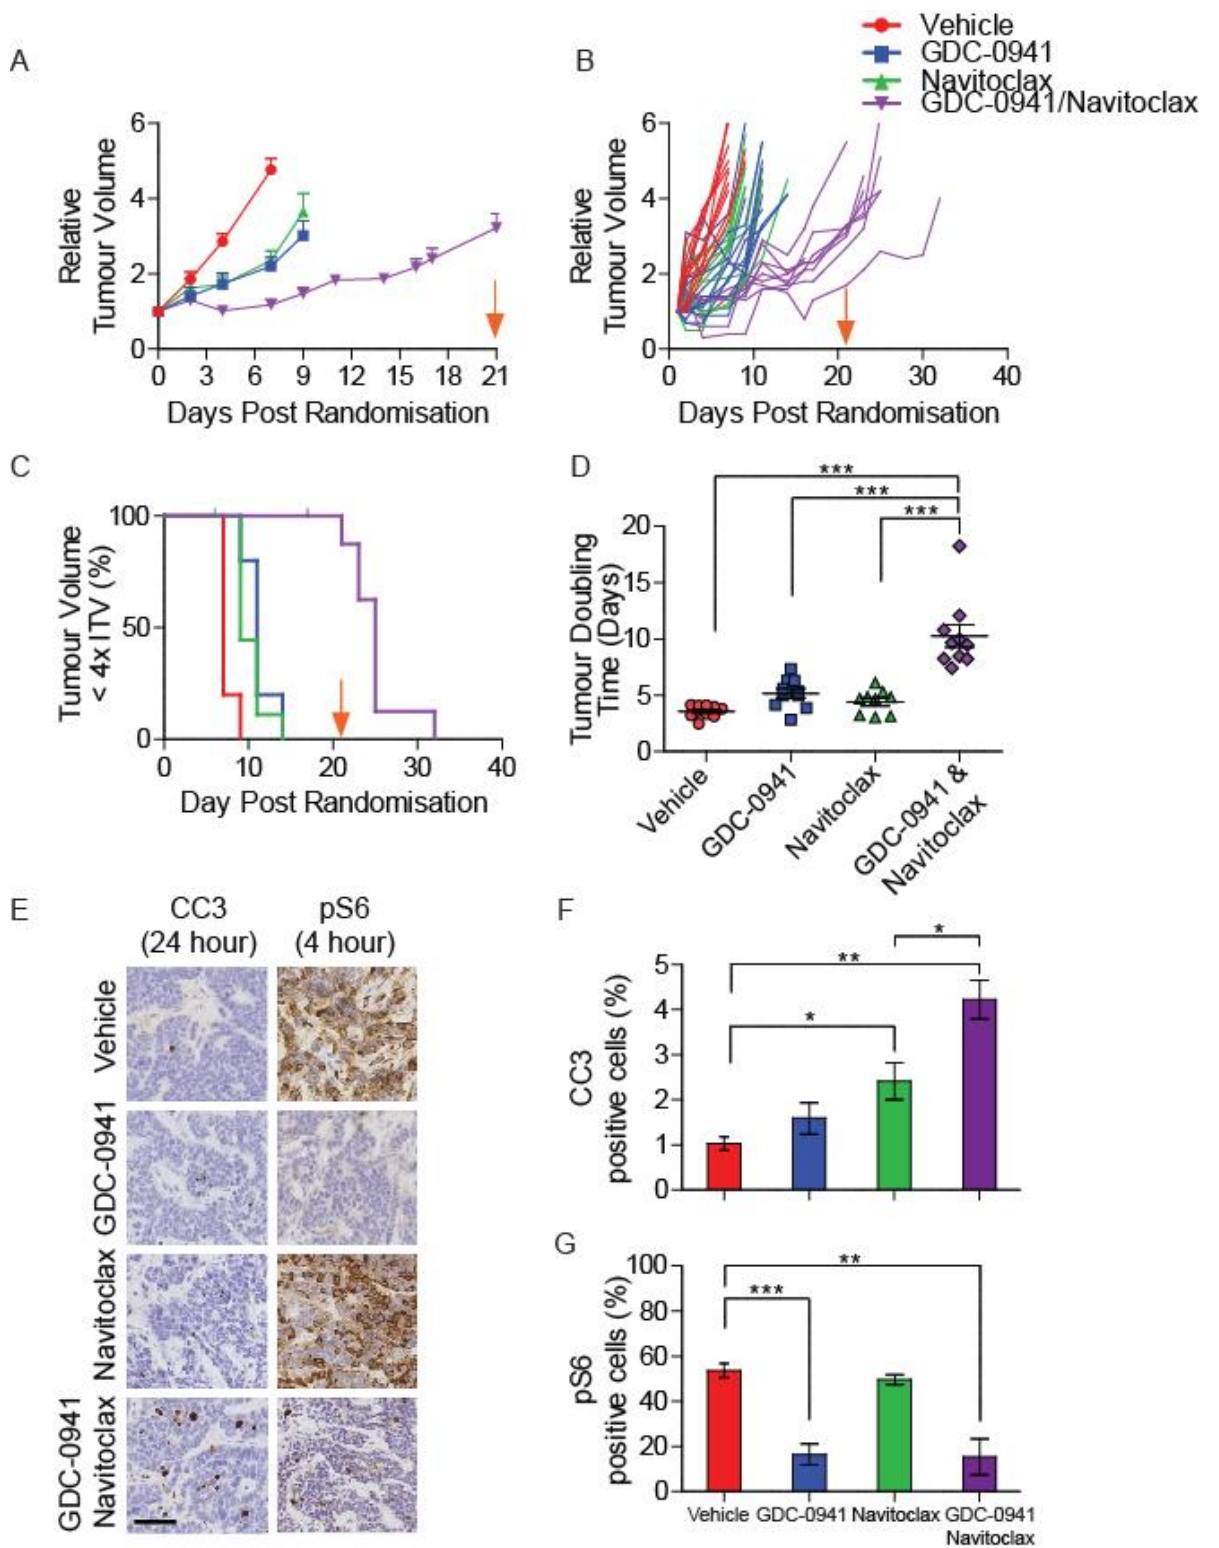 Vehicle
GDC-0941
Navitoclax
GDC-0941/Navitoclax
A
Relative
Tumour Volume
6
4
2
0
0 3 6 9 12 15 18 21
Days Post Randomisation
B
Relative
Tumour Volume
6
4
2
0
0 10 20 30 40
Days Post Randomisation
C
Tumour Volume
< 4x ITV (%)
100
50
0
0 10 20 30 40
Day Post Randomisation
D
Tumour Doubling
Time (Days)
20
15
10
5
0
***
***
***
Vehicle
GDC-0941
Navitoclax
GDC-0941 &
Navitoclax
E
CC3
(24 hour)
pS6
(4 hour)
Vehicle
GDC-0941
Navitoclax
GDC-0941
Navitoclax
F
CC3
positive cells (%)
5
4
3
2
1
0
*
**
*
G
pS6
positive cells (%)
100
80
60
40
20
0
**
***
Vehicle GDC-0941 Navitoclax GDC-0941
Navitoclax